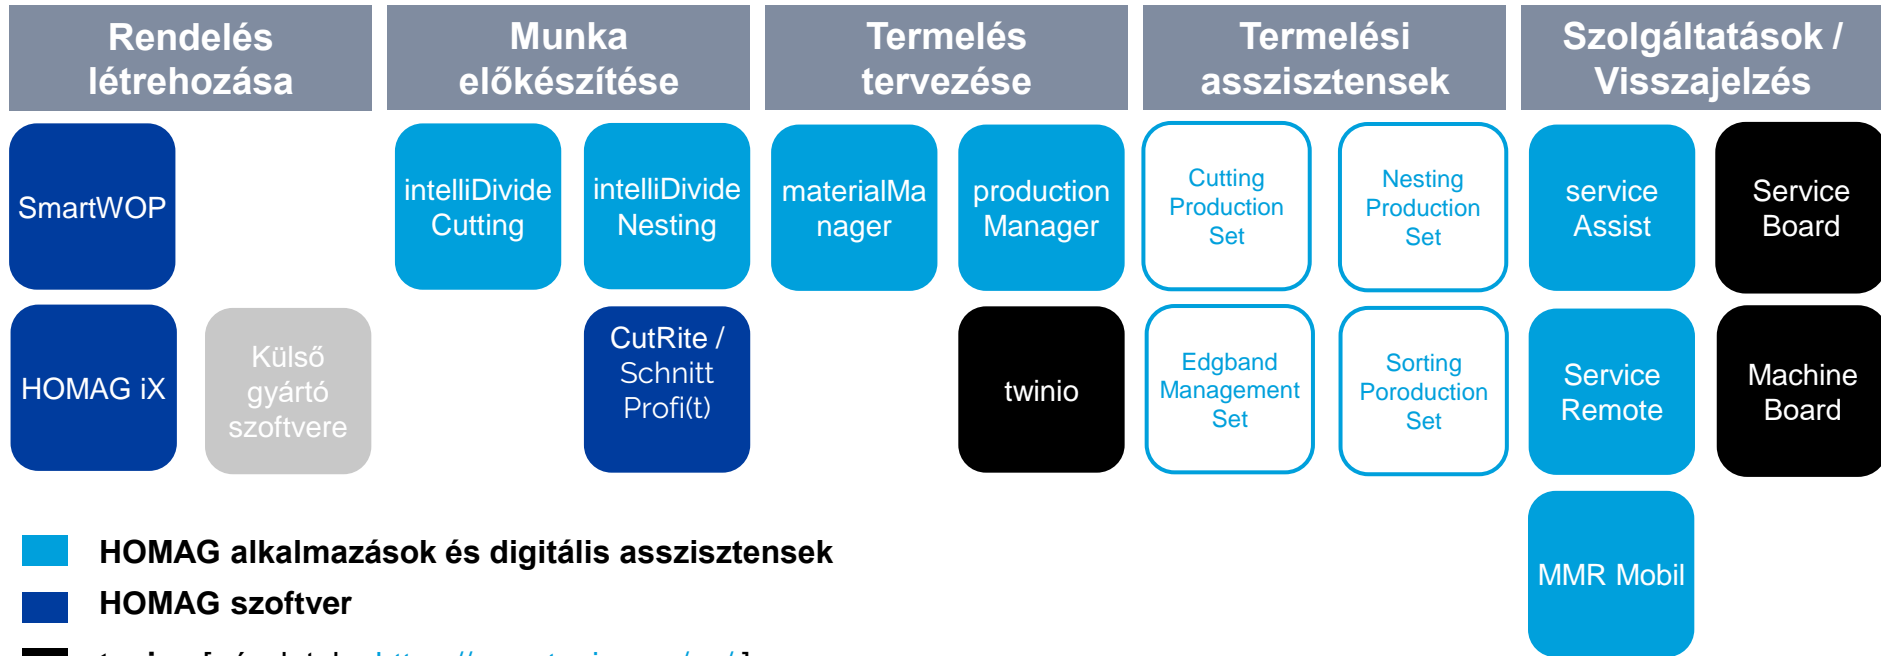 Rendelés
létrehozása
Munka
előkészítése
Termelés
tervezése
Termelési
asszisztensek
Szolgáltatások /
Visszajelzés
SmartWOP
intelliDivide
Cutting
intelliDivide
Nesting
materialMa
nager
production
Manager
Cutting
Production
Set
Nesting
Production
Set
service
Assist
Service
Board
HOMAG iX
Külső
gyártó
szoftvere
CutRite /
Schnitt
Profi(t)
twinio
Edgband
Management
Set
Sorting
Poroduction
Set
Service
Remote
Machine
Board
MMR Mobil
HOMAG alkalmazások és digitális asszisztensek
HOMAG szoftver